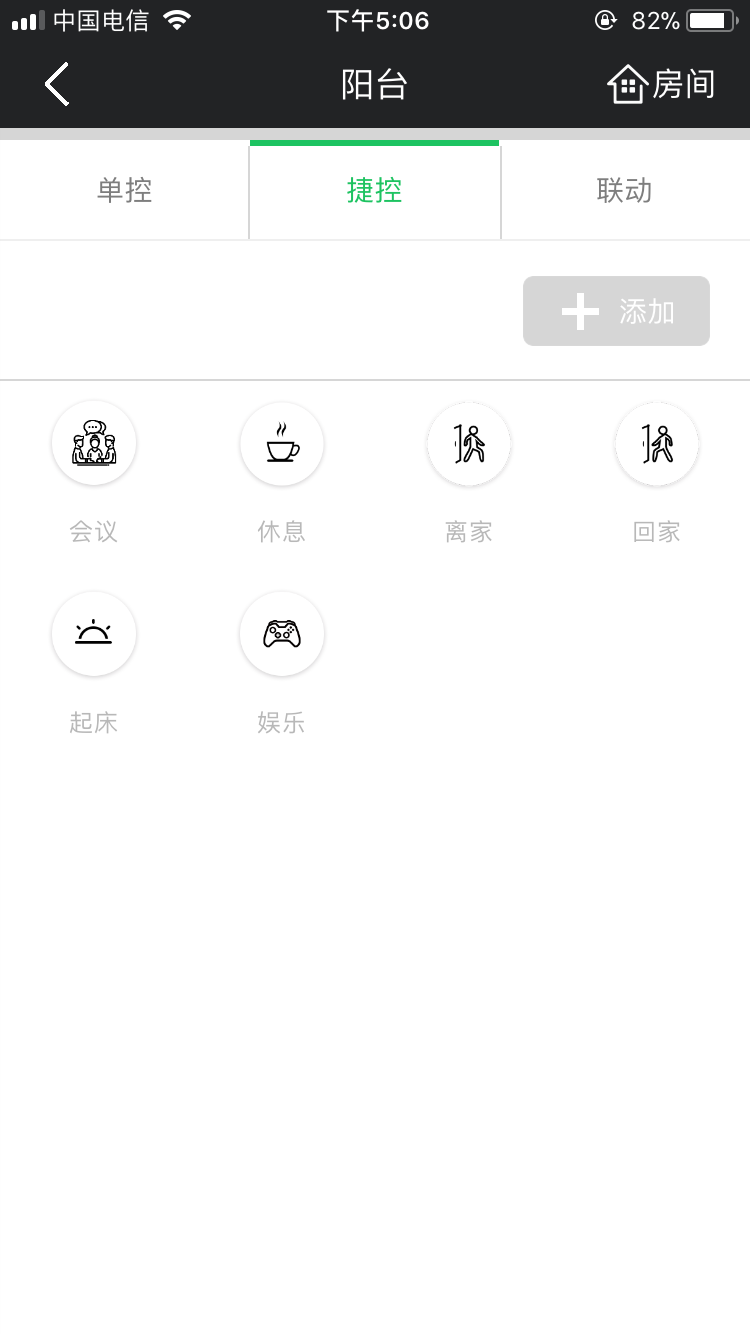 中国电信 下午5:06 82%
阳台 房间
单控 捷控 联动
添加
会议 休息 离家 回家
起床 娱乐